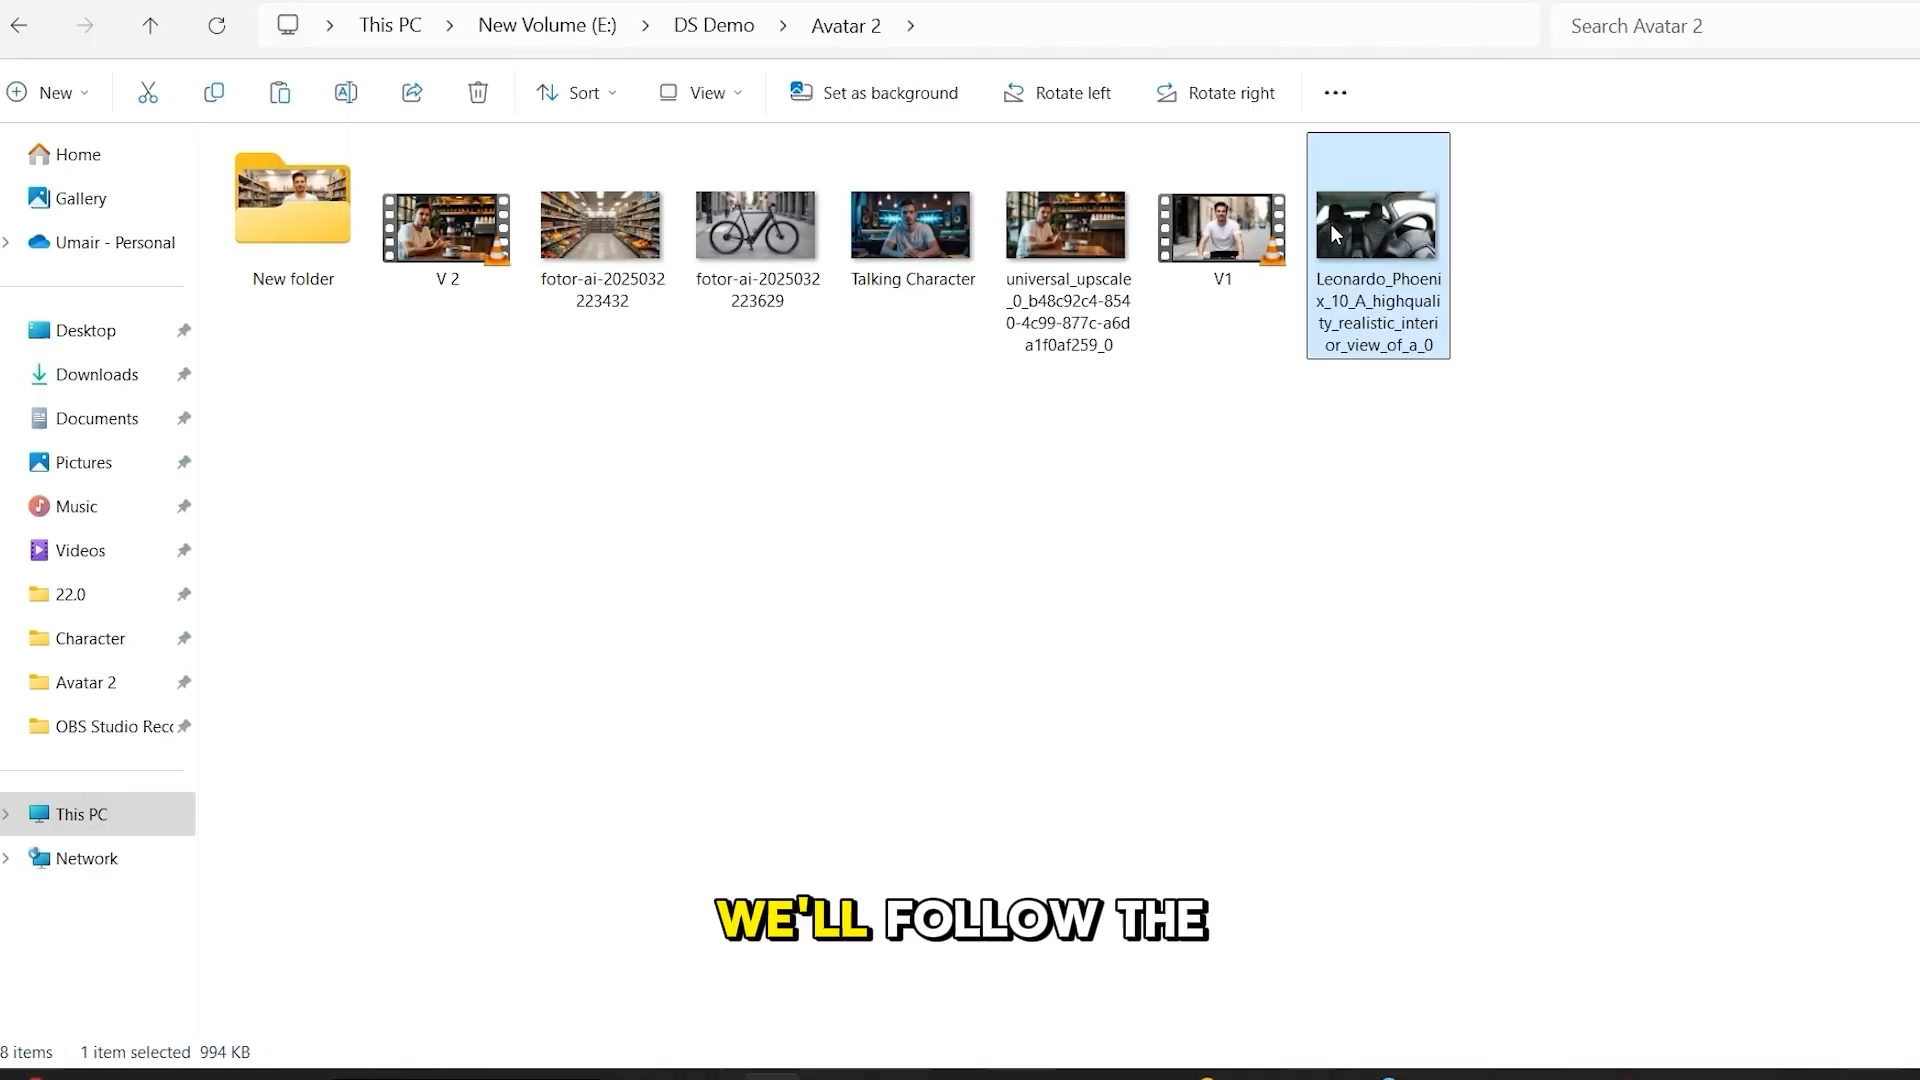 This PC
New Volume (E:)
DS Demo
Avatar 2
Search Avatar 2
New
Sort
View
Set as background
Rotate left
Rotate right
Home
Gallery
Umair - Personal
Desktop
Downloads
Documents
Pictures
Music
Videos
22.0
Character
Avatar 2
OBS Studio Rec
This PC
Network
New folder
V 2
fotor-ai-2025032
223432
fotor-ai-2025032
223629
Talking Character
universal_upscale
_0_b48c92c4-854
0-4c99-877c-a6d
a1f0af259_0
V1
Leonardo_Phoeni
x_10_A_highquali
ty_realistic_interi
or_view_of_a_0
WE'LL FOLLOW THE
8 items 1 item selected 994 KB